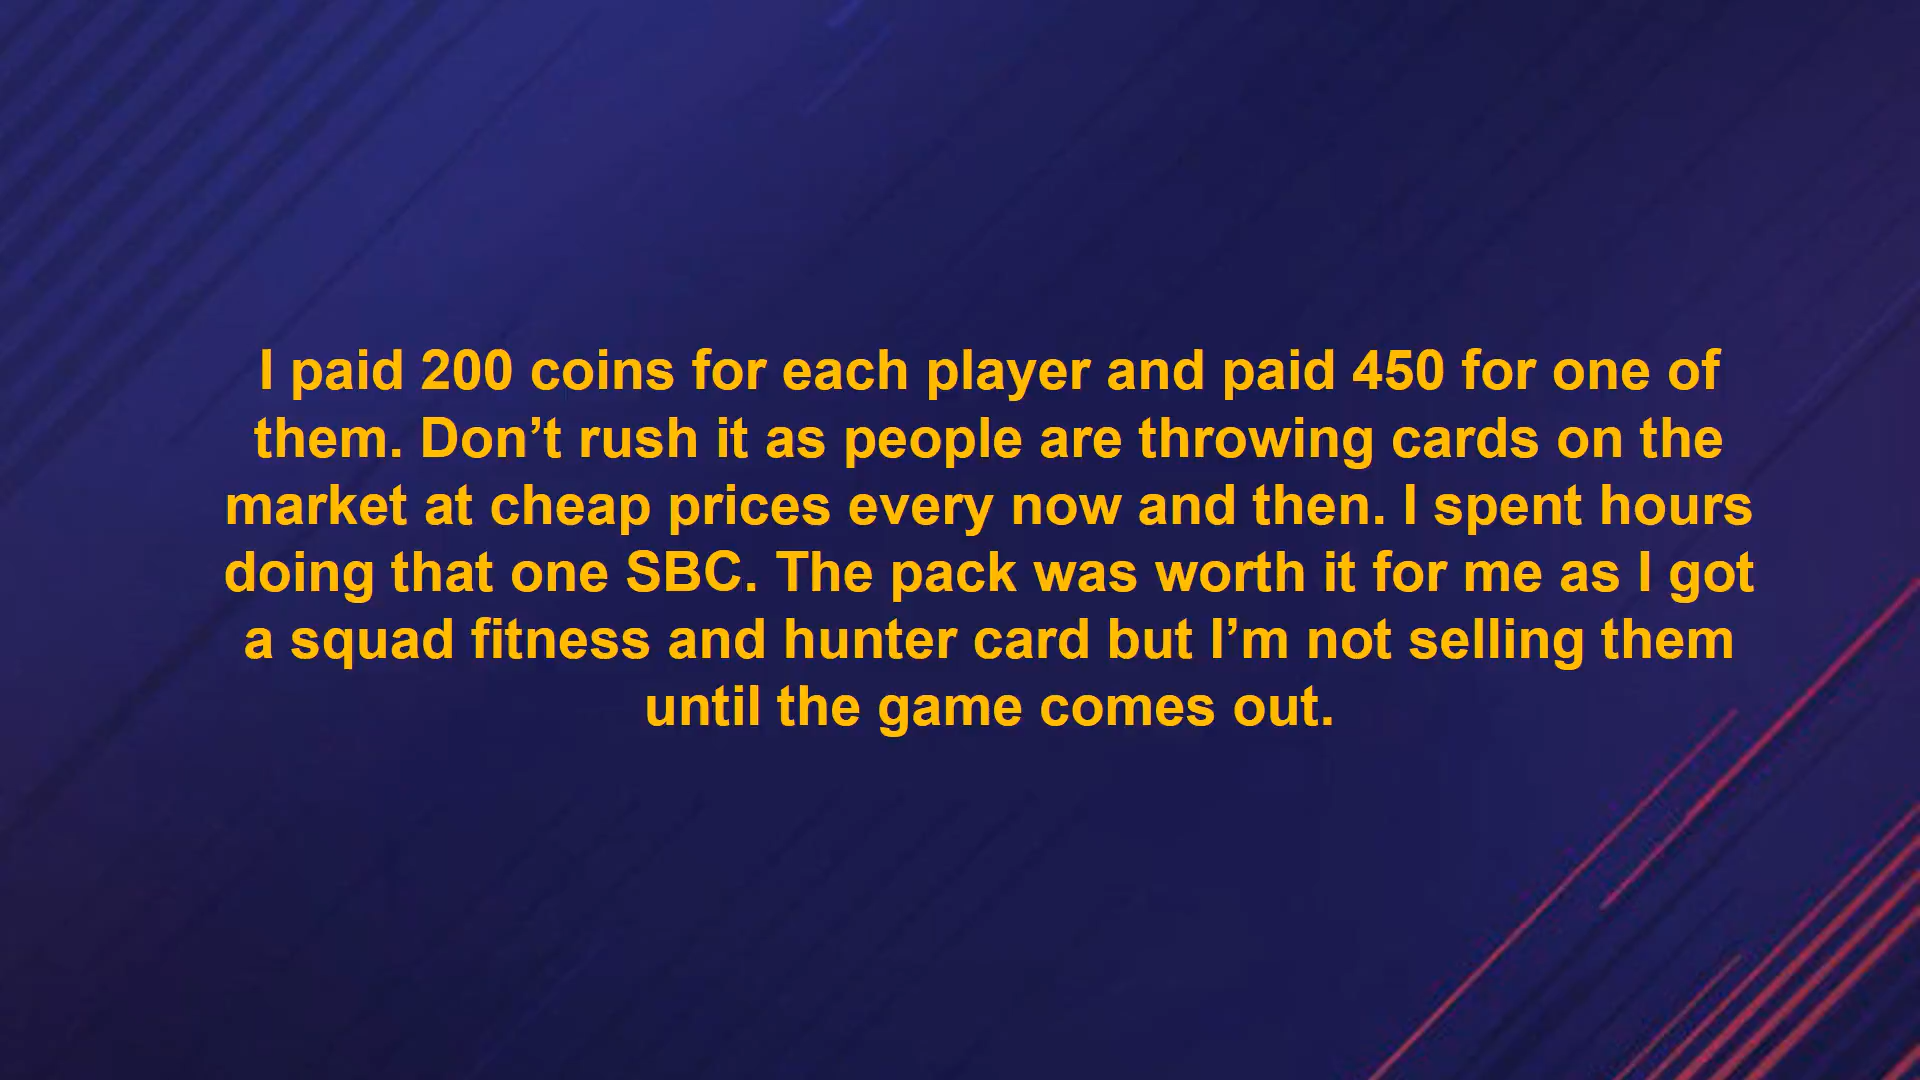 I paid 200 coins for each player and paid 450 for one of
them. Don’t rush it as people are throwing cards on the
market at cheap prices every now and then. I spent hours
doing that one SBC. The pack was worth it for me as I got
a squad fitness and hunter card but I’m not selling them
until the game comes out.